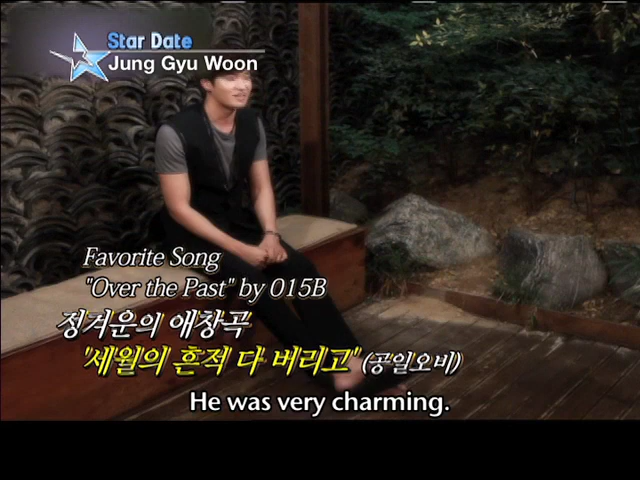 Star Date
Jung Gyu Woon
Favorite Song
"Over the Past" by 015B
정겨운의 애창곡
"세월의 흔적 다 버리고" (공일오비)
He was very charming.